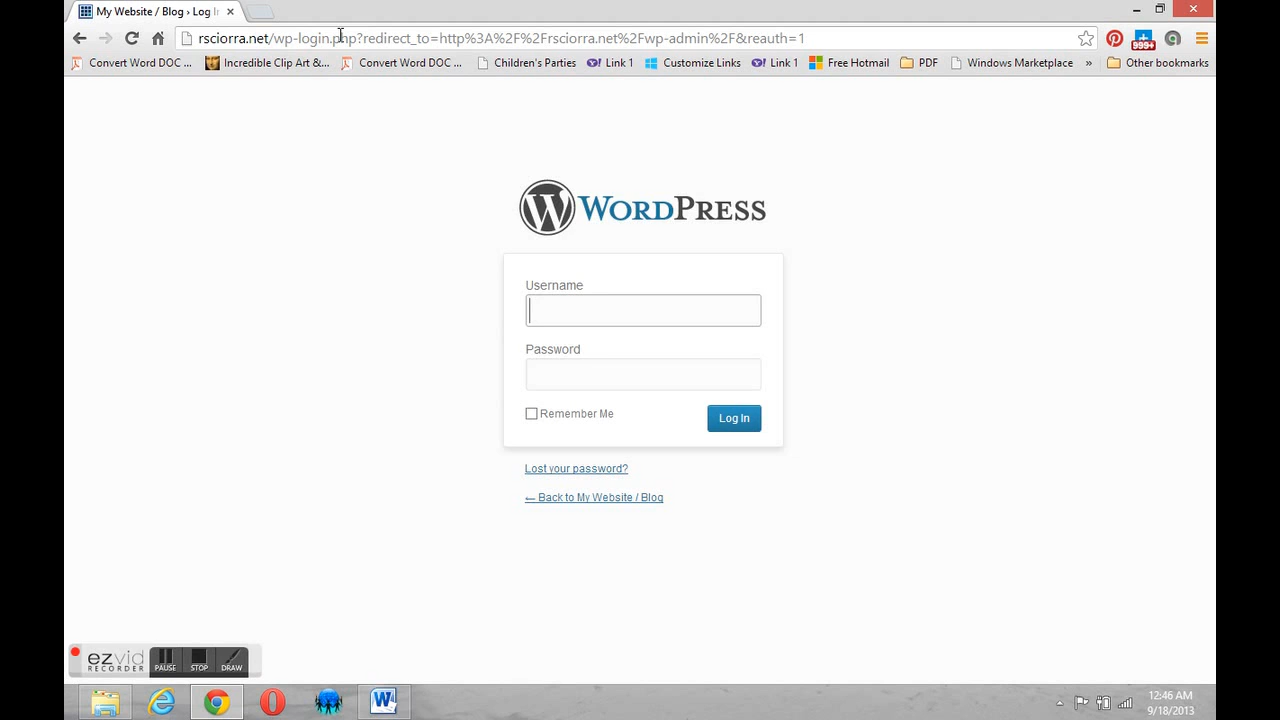 My Website / Blog › Log In
rsciorra.net/wp-login.php?redirect_to=http%3A%2F%2Frsciorra.net%2Fwp-admin%2F&reauth=1
999+
Convert Word DOC ... Incredible Clip Art &... Convert Word DOC ... Children's Parties Y! Link 1 Customize Links Y! Link 1 Free Hotmail PDF Windows Marketplace » Other bookmarks
WORDPRESS
Username
Password
Remember Me
Log In
Lost your password?
← Back to My Website / Blog
ezvid
RECORDER
PAUSE STOP DRAW
12:46 AM
9/18/2013